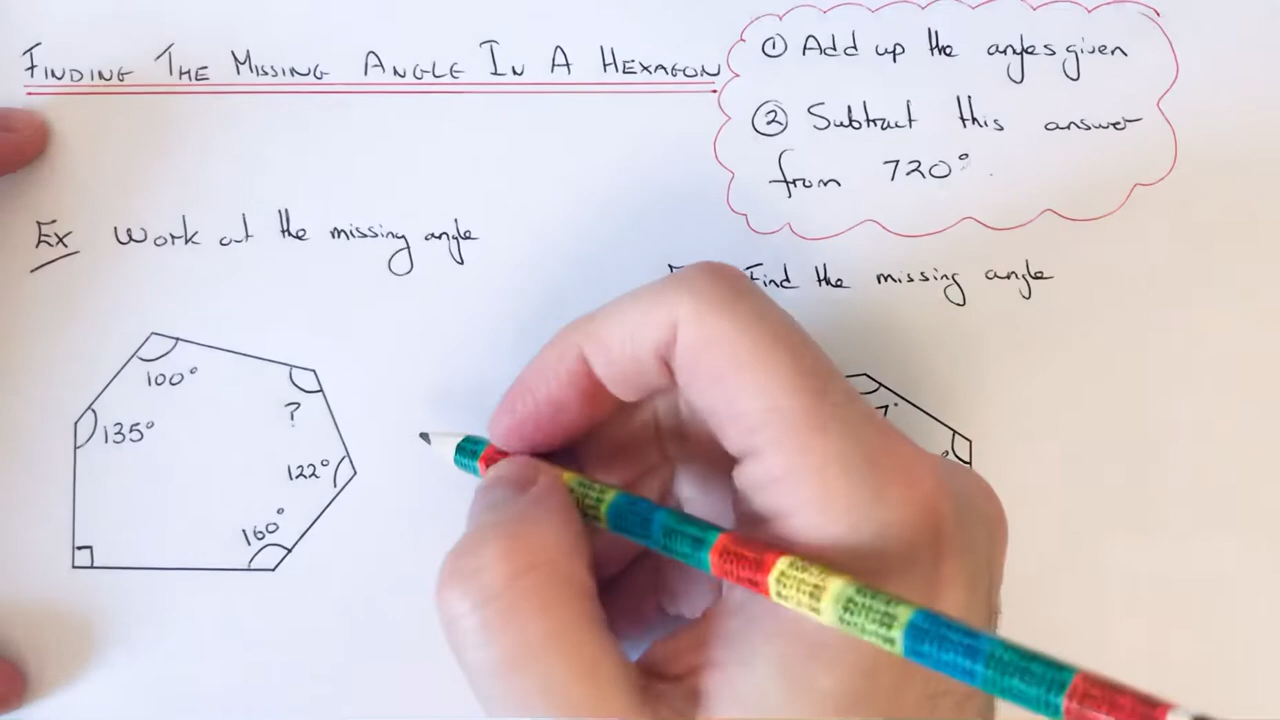 FINDING THE MISSING ANGLE IN A HEXAGON
① Add up the angles given
② Subtract this answer
from 720°
Ex Work out the missing angle
Find the missing angle
100°
?
135°
122°
160°